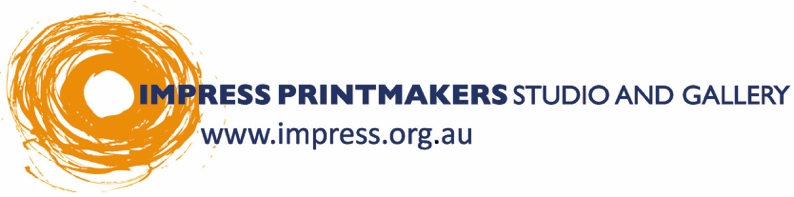 IMPRESS PRINTMAKERS STUDIO AND GALLERY
www.impress.org.au